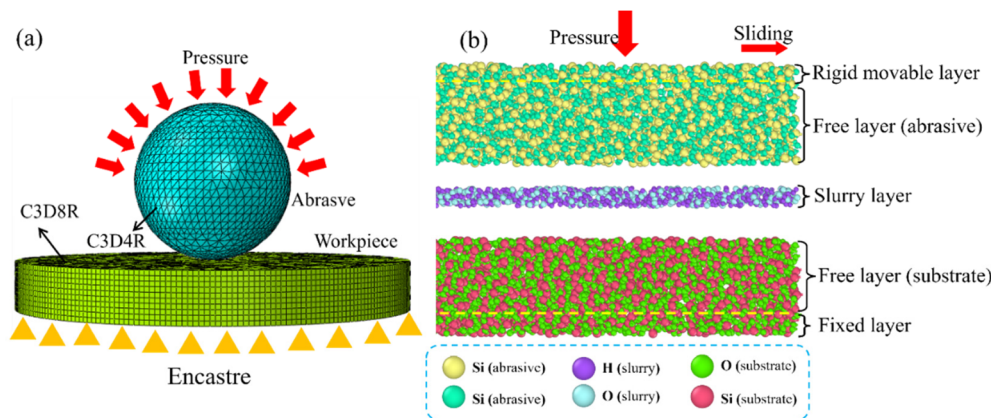 (a)
Pressure
Abrasve
C3D8R
C3D4R
Workpiece
Encastre
(b)
Pressure
Sliding
Rigid movable layer
Free layer (abrasive)
Slurry layer
Free layer (substrate)
Fixed layer
Si (abrasive) H (slurry) O (substrate)
Si (abrasive) O (slurry) Si (substrate)